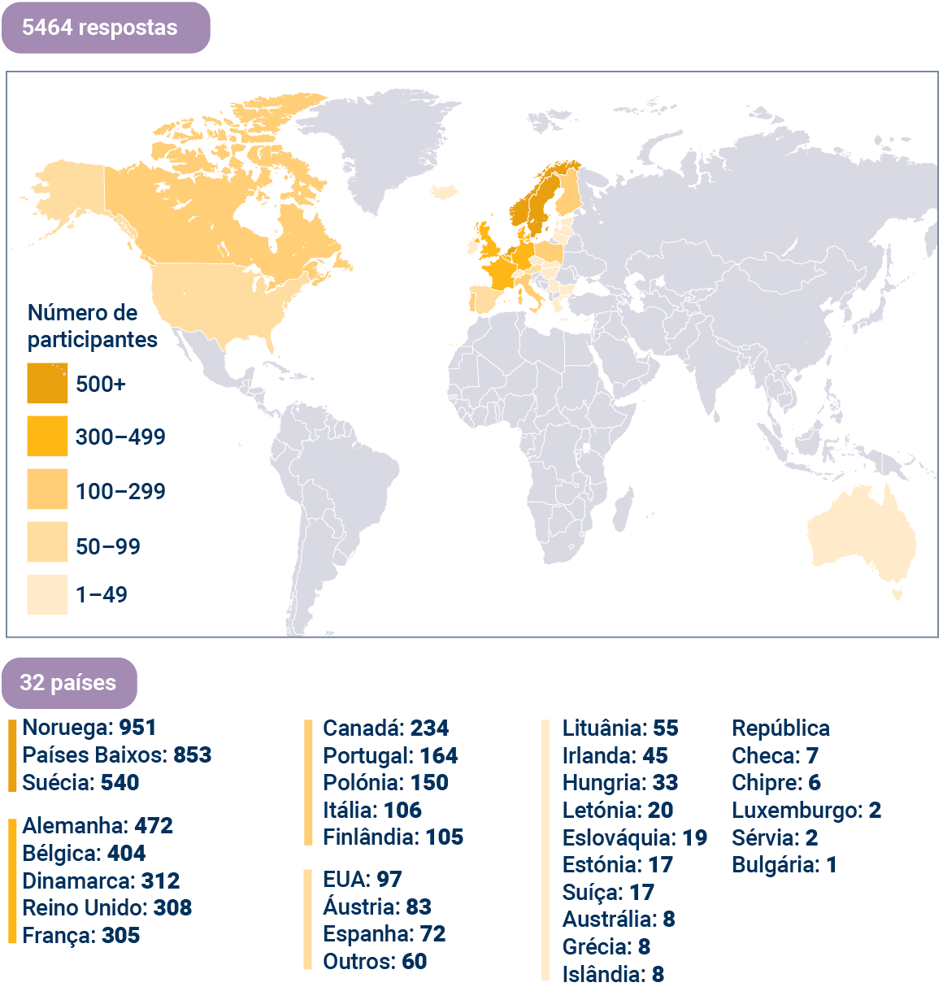 5464 respostas
Número de
participantes
500+
300–499
100–299
50–99
1–49
32 países
Noruega: 951
Países Baixos: 853
Suécia: 540
Alemanha: 472
Bélgica: 404
Dinamarca: 312
Reino Unido: 308
França: 305
Canadá: 234
Portugal: 164
Polónia: 150
Itália: 106
Finlândia: 105
EUA: 97
Áustria: 83
Espanha: 72
Outros: 60
Lituânia: 55
Irlanda: 45
Hungria: 33
Letónia: 20
Eslováquia: 19
Estónia: 17
Suíça: 17
Austrália: 8
Grécia: 8
Islândia: 8
República
Checa: 7
Chipre: 6
Luxemburgo: 2
Sérvia: 2
Bulgária: 1